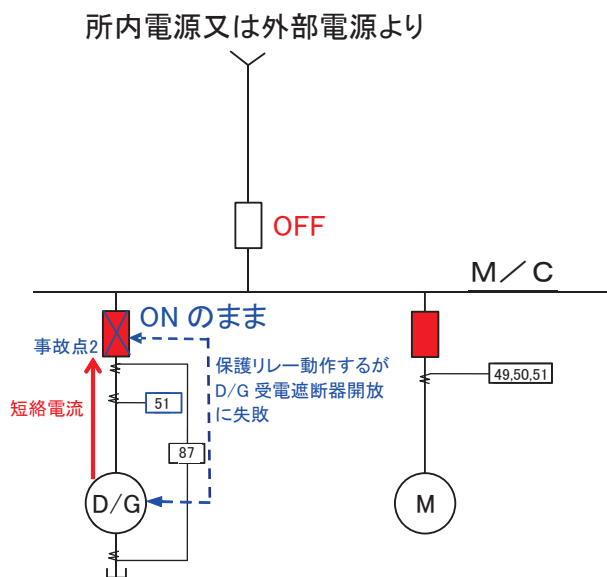 所内電源又は外部電源より
OFF
M／C
ONのまま
事故点2
保護リレー動作するが
D/G 受電遮断器開放
に失敗
49,50,51
短絡電流
51
87
D/G
M